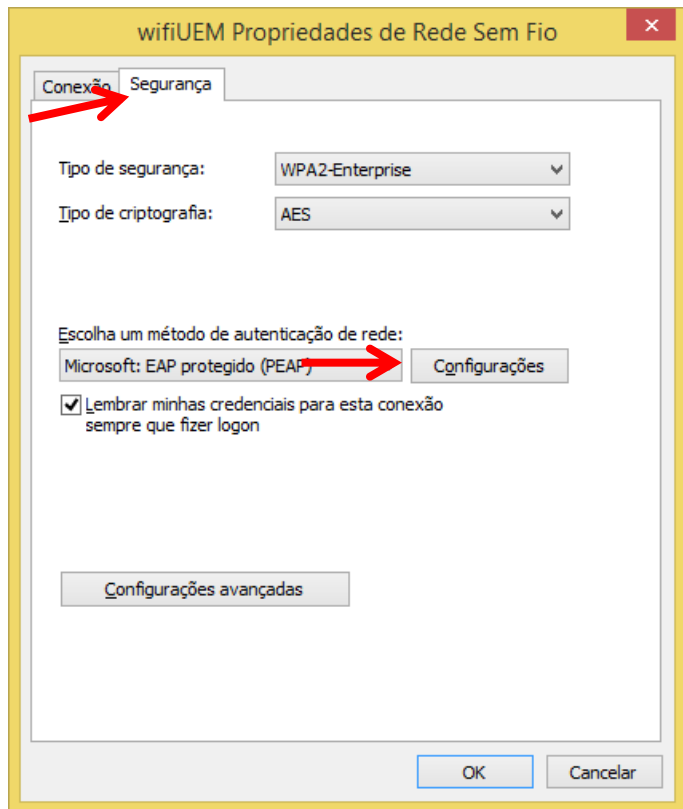 wifiUEM Propriedades de Rede Sem Fio
Conexão Segurança
Tipo de segurança: WPA2-Enterprise
Tipo de criptografia: AES
Escolha um método de autenticação de rede:
Microsoft: EAP protegido (PEAP) Configurações
Lembrar minhas credenciais para esta conexão
sempre que fizer logon
Configurações avançadas
OK Cancelar